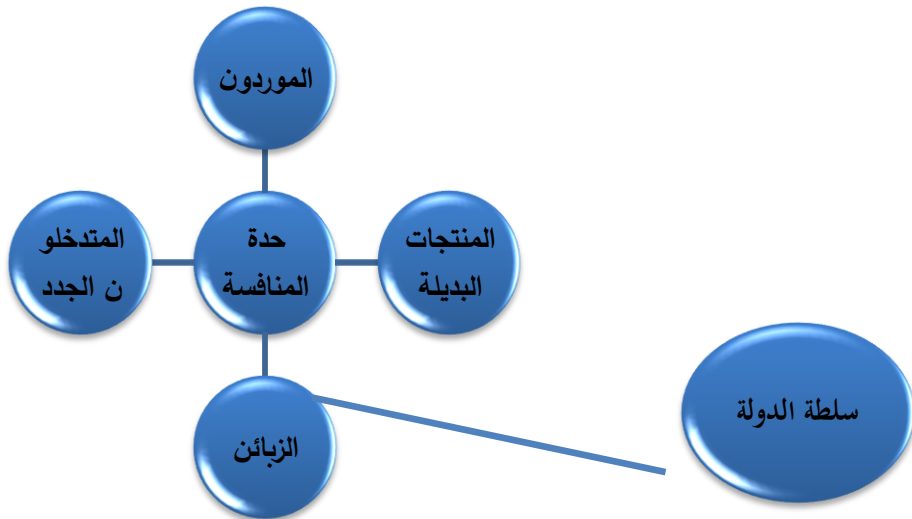 الموردون
المتدخلو
ن الجدد
حدة
المنافسة
المنتجات
البديلة
سلطة الدولة
الزبائن